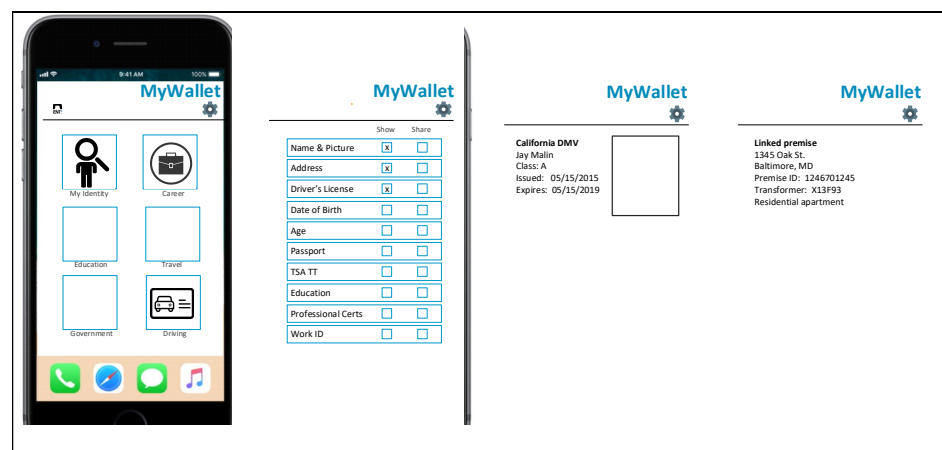 9:41 AM 100%
MyWallet
My Identity Career
Education Travel
Government Driving
MyWallet
Show Share
Name & Picture x
Address x
Driver's License x
Date of Birth
Age
Passport
TSA TT
Education
Professional Certs
Work ID
MyWallet
California DMV
Jay Malin
Class: A
Issued: 05/15/2015
Expires: 05/15/2019
MyWallet
Linked premise
1345 Oak St.
Baltimore, MD
Premise ID: 1246701245
Transformer: X13F93
Residential apartment